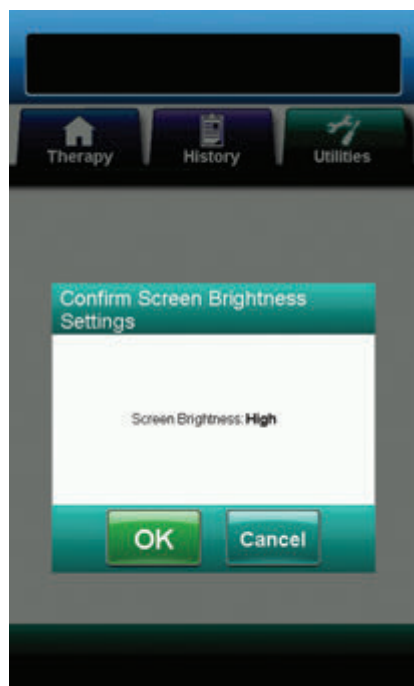 Therapy
History
Utilities
Confirm Screen Brightness
Settings
Screen Brightness: High
OK
Cancel